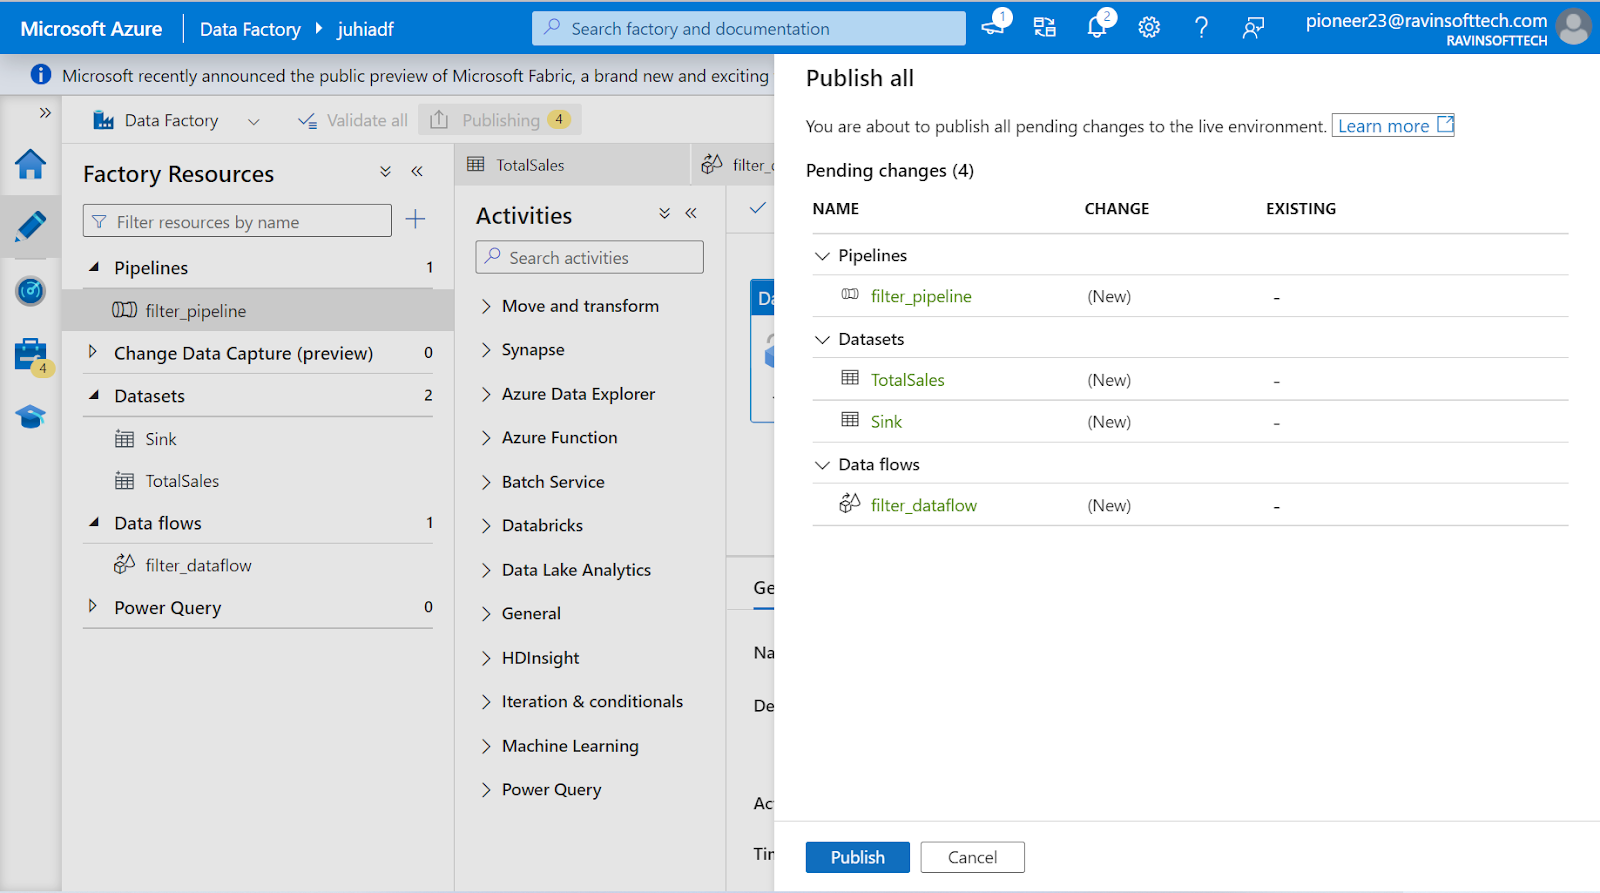 Microsoft Azure
Data Factory
juhiadf
Search factory and documentation
1
2
pioneer23@ravinsofttech.com
RAVINSOFTTECH
Microsoft recently announced the public preview of Microsoft Fabric, a brand new and exciting
Data Factory
Validate all
Publishing
4
4
Factory Resources
Filter resources by name
Pipelines 1
filter_pipeline
Change Data Capture (preview) 0
Datasets 2
Sink
TotalSales
Data flows 1
filter_dataflow
Power Query 0
TotalSales
Activities
Search activities
Move and transform
Synapse
Azure Data Explorer
Azure Function
Batch Service
Databricks
Data Lake Analytics
General
HDInsight
Iteration & conditionals
Machine Learning
Power Query
Publish all
You are about to publish all pending changes to the live environment. Learn more
Pending changes (4)
NAME CHANGE EXISTING
Pipelines
filter_pipeline (New) -
Datasets
TotalSales (New) -
Sink (New) -
Data flows
filter_dataflow (New) -
Publish
Cancel